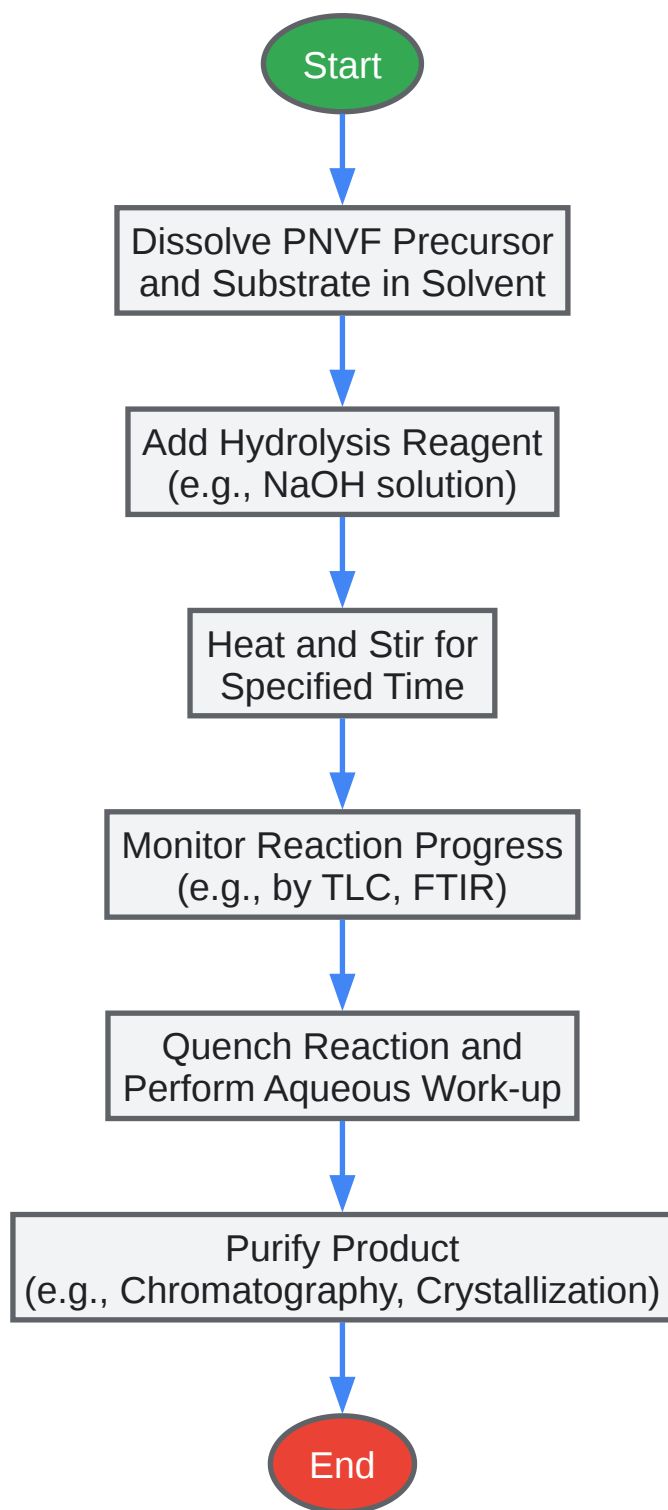 Start
Dissolve PNVF Precursor
and Substrate in Solvent
Add Hydrolysis Reagent
(e.g., NaOH solution)
Heat and Stir for
Specified Time
Monitor Reaction Progress
(e.g., by TLC, FTIR)
Quench Reaction and
Perform Aqueous Work-up
Purify Product
(e.g., Chromatography, Crystallization)
End